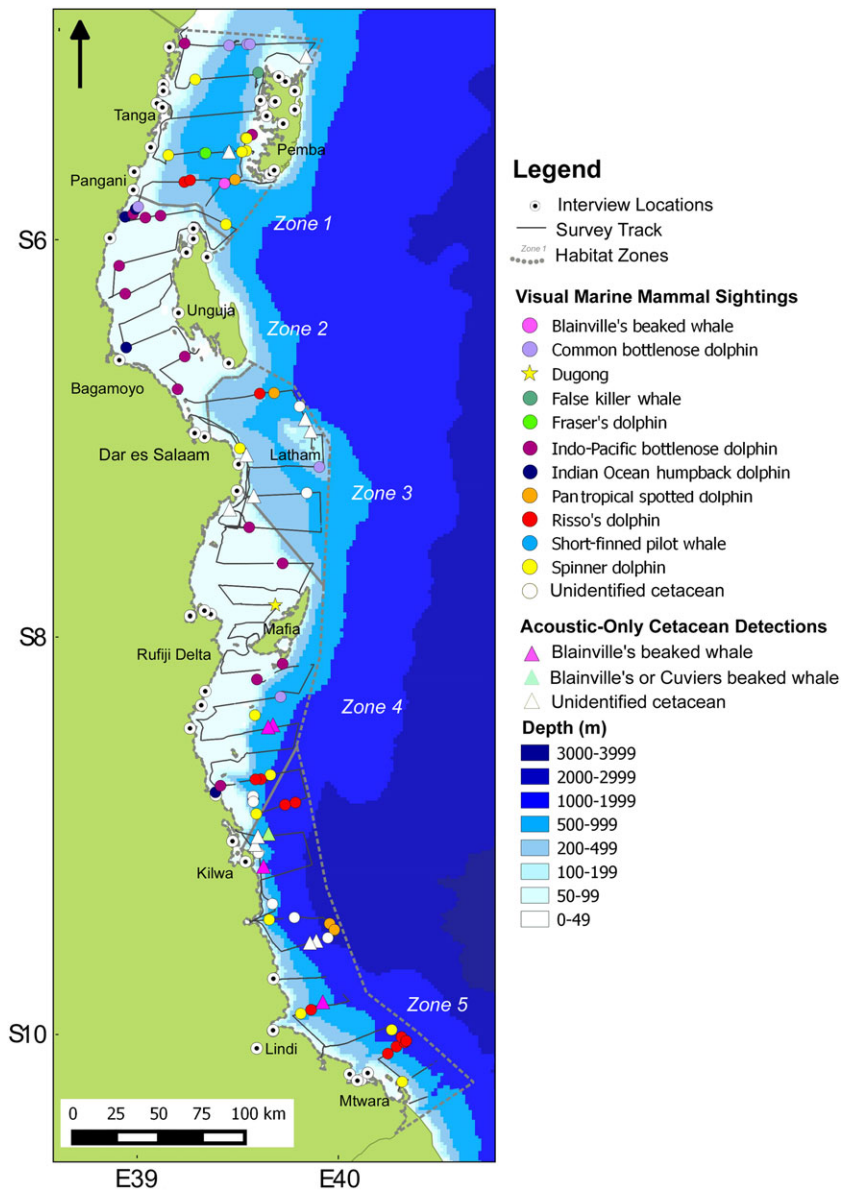 Tanga
Pemba
Pangani
Zone 1
S6
Unguja
Zone 2
Bagamoyo
Dar es Salaam
Latham
Zone 3
S8
Mafia
Rufiji Delta
Zone 4
Kilwa
Zone 5
S10
Lindi
Mtwara
0 25 50 75 100 km
E39 E40
Legend
Interview Locations
Survey Track
Zone 1
Habitat Zones
Visual Marine Mammal Sightings
Blainville's beaked whale
Common bottlenose dolphin
Dugong
False killer whale
Fraser's dolphin
Indo-Pacific bottlenose dolphin
Indian Ocean humpback dolphin
Pantropical spotted dolphin
Risso's dolphin
Short-finned pilot whale
Spinner dolphin
Unidentified cetacean
Acoustic-Only Cetacean Detections
Blainville's beaked whale
Blainville's or Cuviers beaked whale
Unidentified cetacean
Depth (m)
3000-3999
2000-2999
1000-1999
500-999
200-499
100-199
50-99
0-49